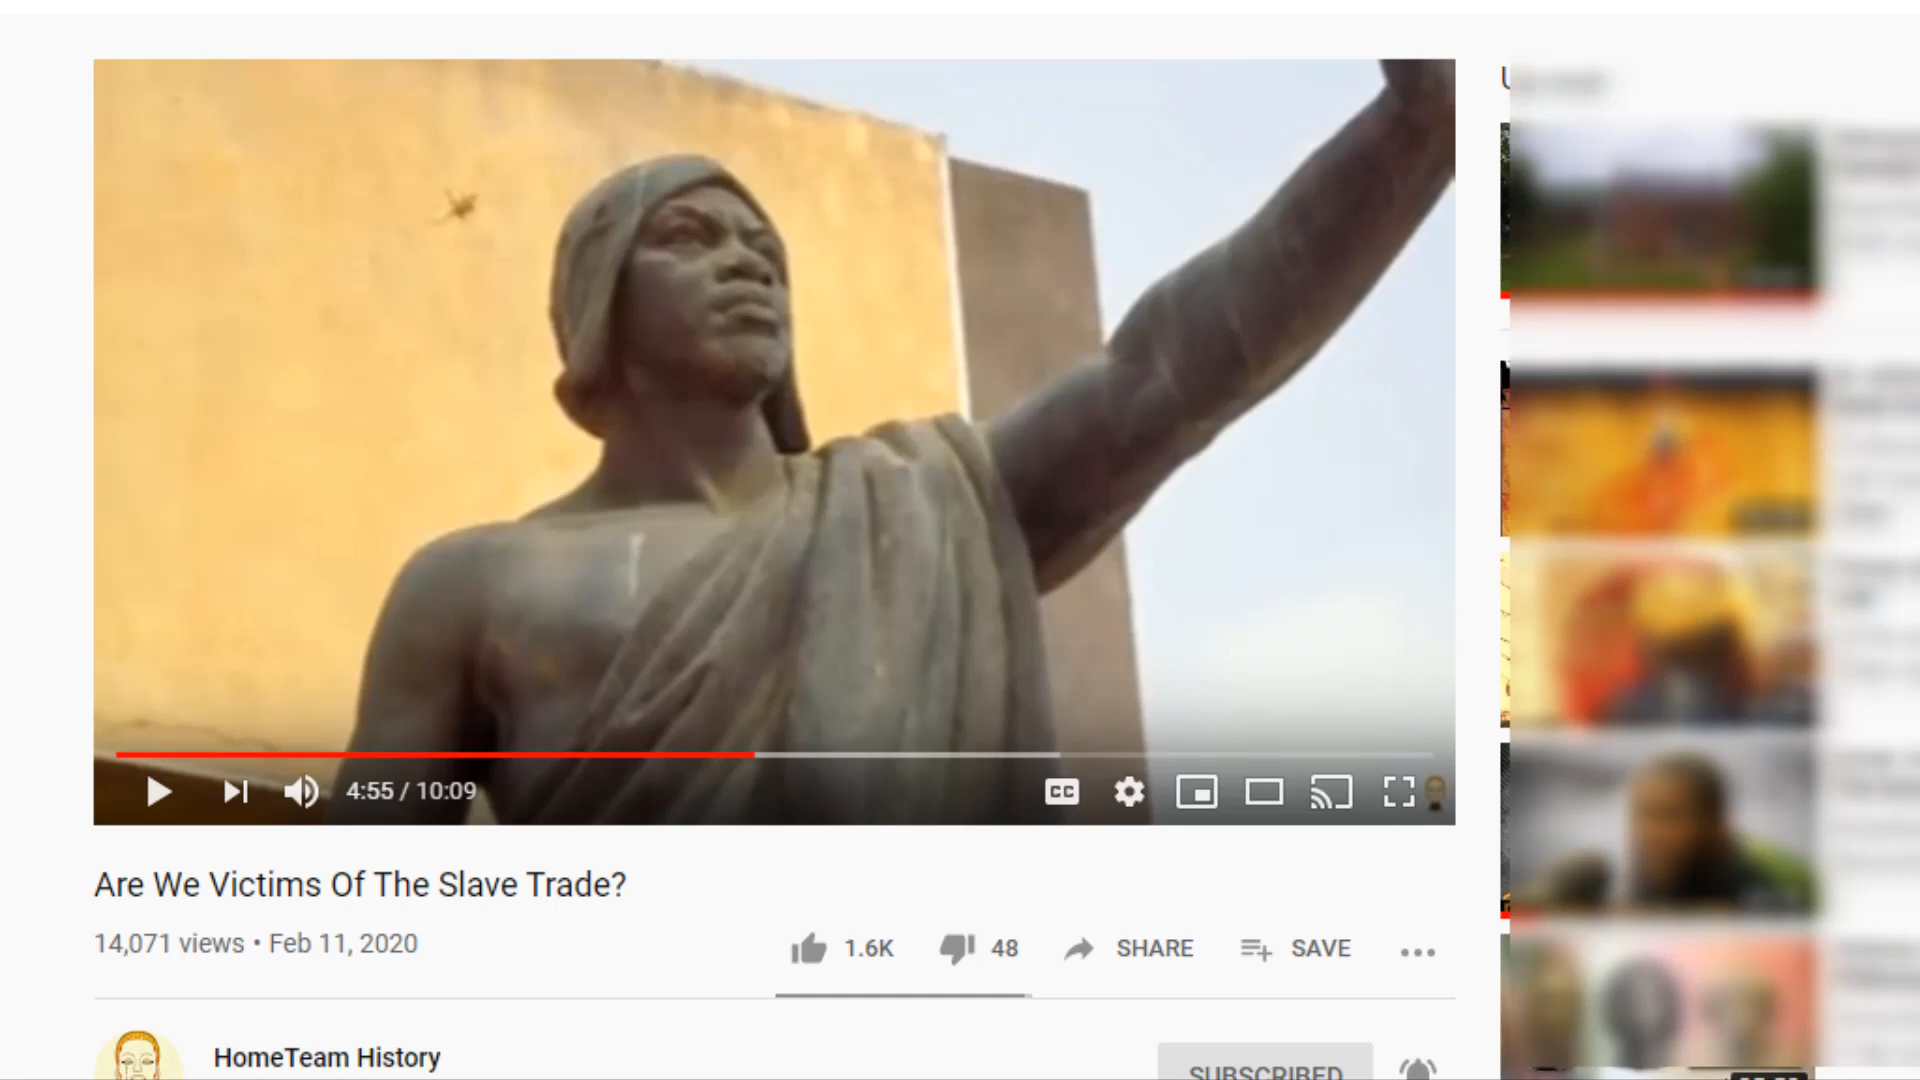 4:55 / 10:09
CC
Are We Victims Of The Slave Trade?
14,071 views • Feb 11, 2020
1.6K
48
SHARE
SAVE
HomeTeam History
SUBSCRIBED